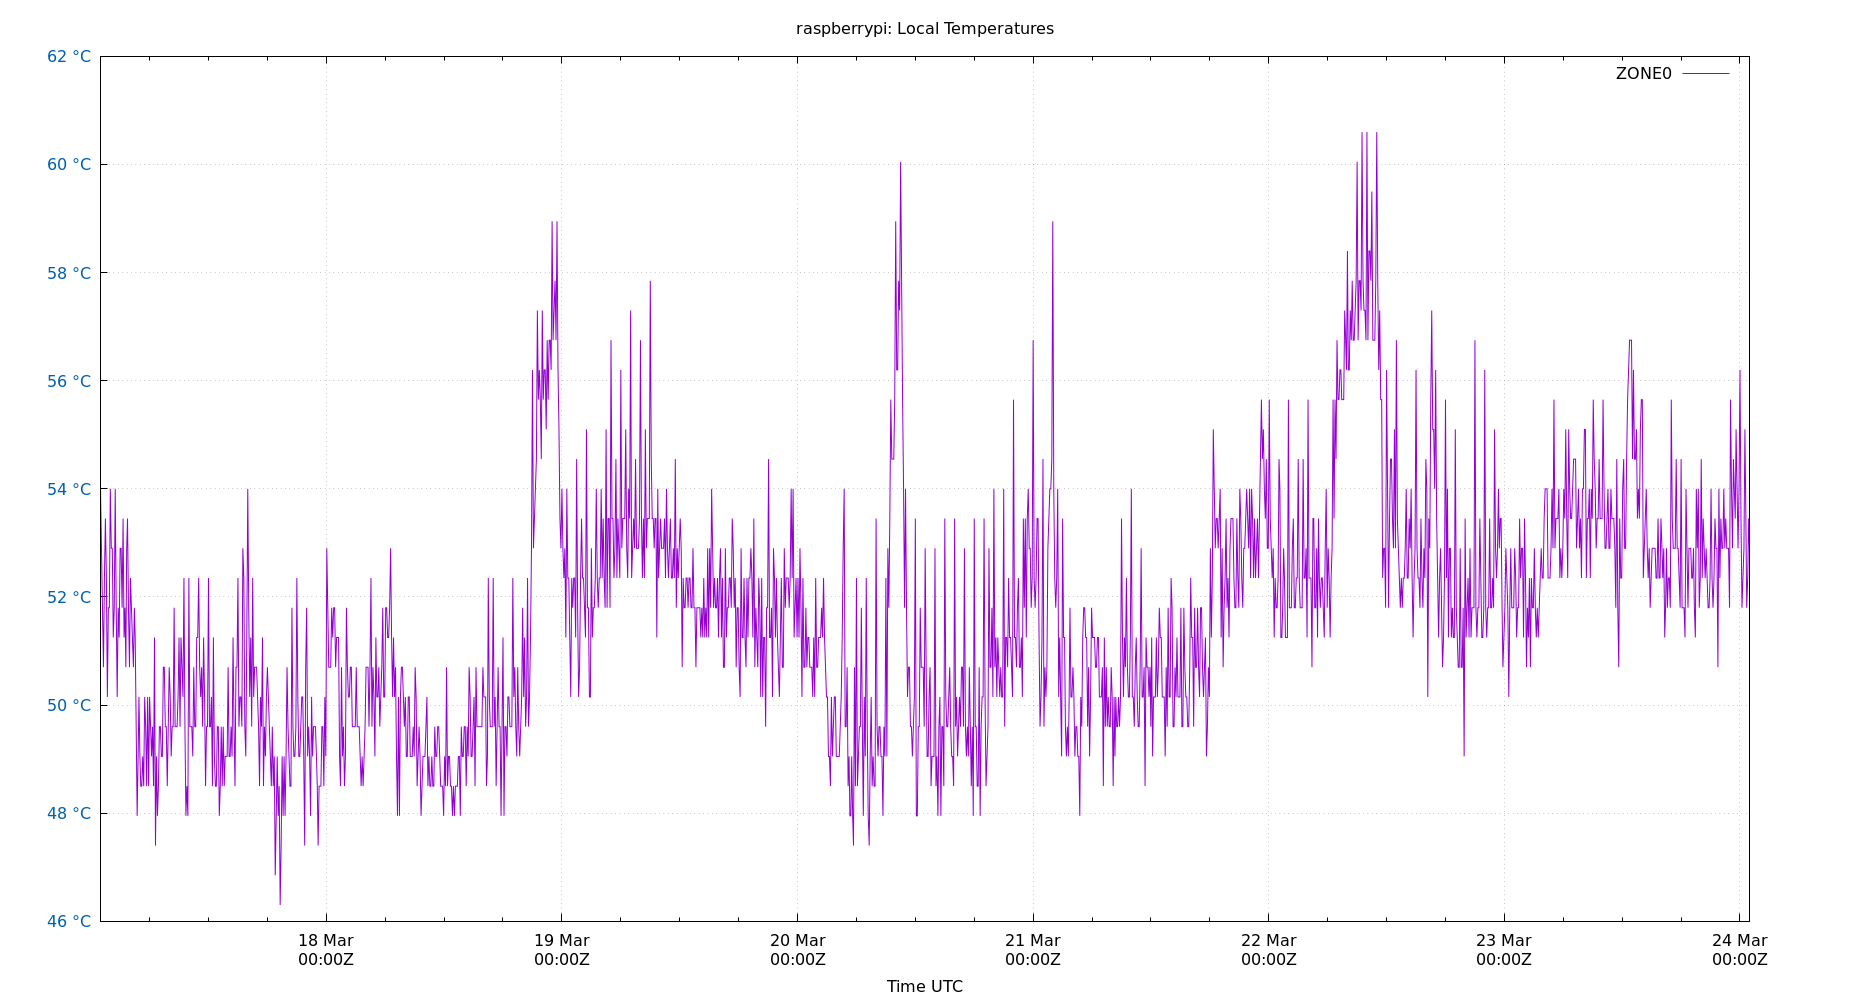 raspberrypi: Local Temperatures
62 °C
ZONE0
60 °C
58 °C
56 °C
54 °C
52 °C
50 °C
48 °C
46 °C
18 Mar 19 Mar 20 Mar 21 Mar 22 Mar 23 Mar 24 Mar
00:00Z 00:00Z 00:00Z 00:00Z 00:00Z 00:00Z 00:00Z
Time UTC